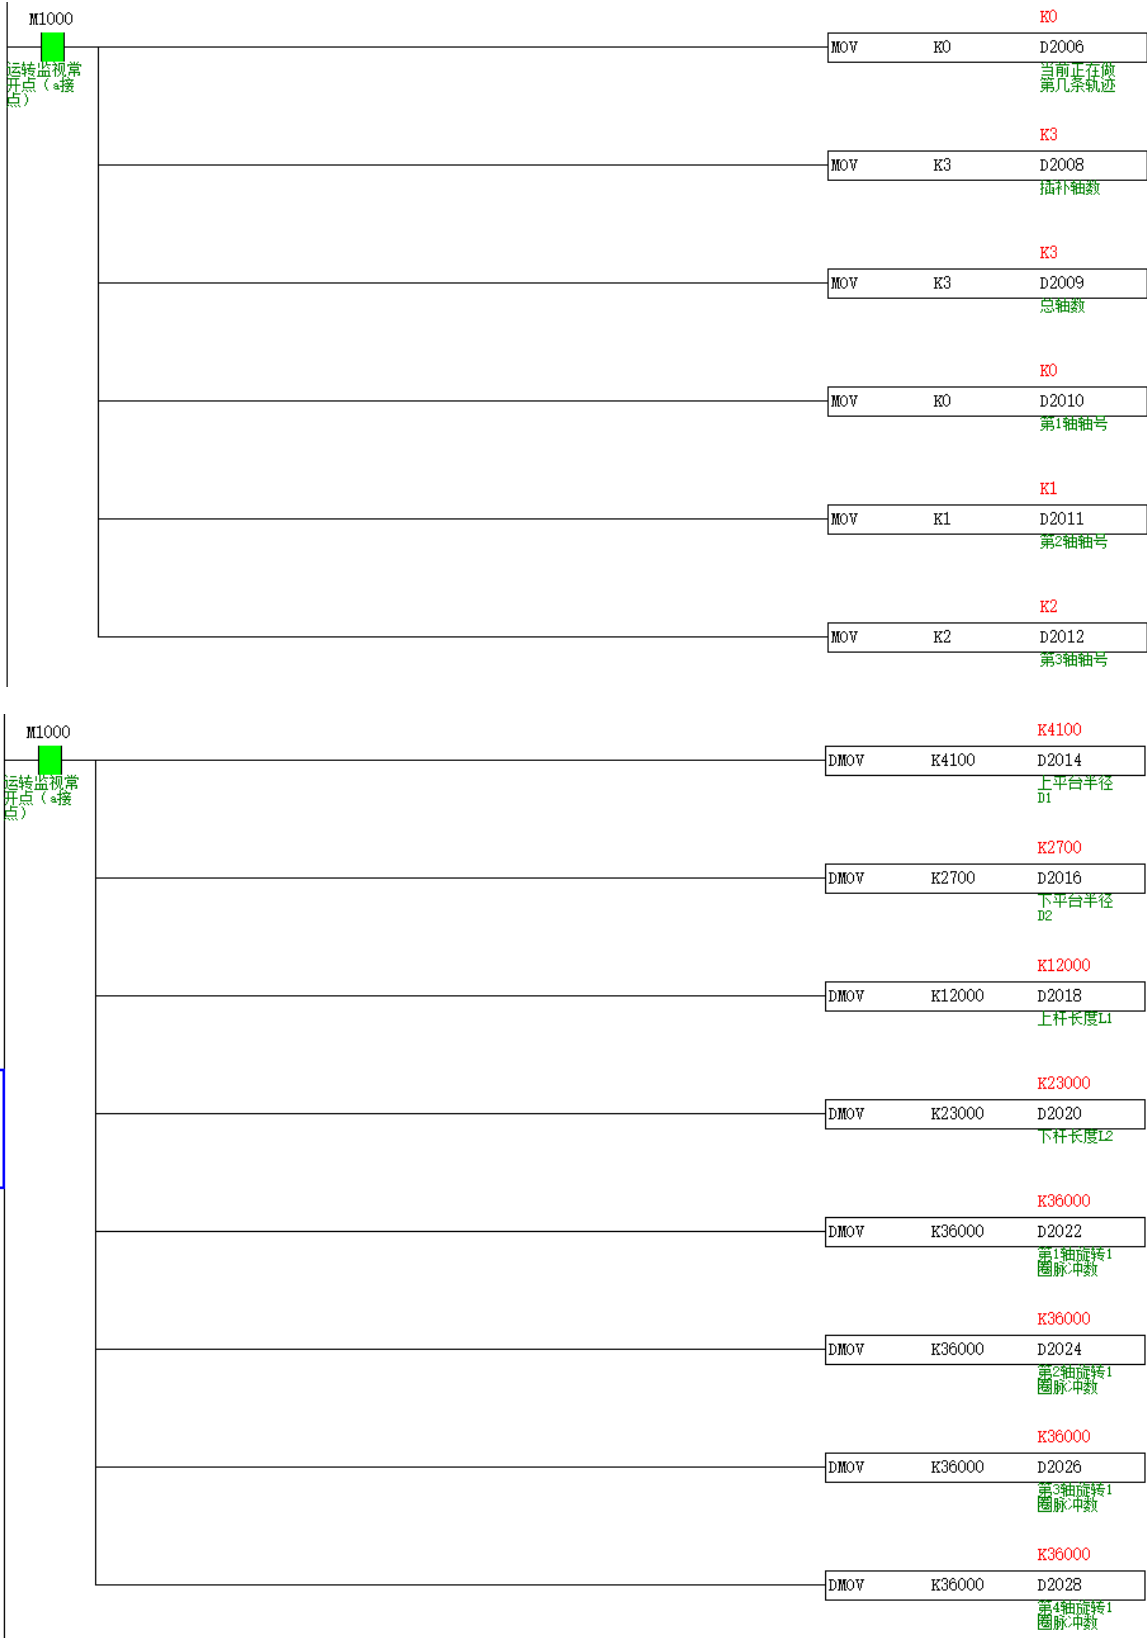 M1000
运转监视常
开点（a接
点）
K0
MOV K0 D2006
当前正在做
第几条轨迹
K3
MOV K3 D2008
插补轴数
K3
MOV K3 D2009
总轴数
K0
MOV K0 D2010
第1轴轴号
K1
MOV K1 D2011
第2轴轴号
K2
MOV K2 D2012
第3轴轴号
M1000
运转监视常
开点（a接
点）
K4100
DMOV K4100 D2014
上平台半径
D1
K2700
DMOV K2700 D2016
下平台半径
D2
K12000
DMOV K12000 D2018
上杆长度L1
K23000
DMOV K23000 D2020
下杆长度L2
K36000
DMOV K36000 D2022
第1轴旋转1
圈脉冲数
K36000
DMOV K36000 D2024
第2轴旋转1
圈脉冲数
K36000
DMOV K36000 D2026
第3轴旋转1
圈脉冲数
K36000
DMOV K36000 D2028
第4轴旋转1
圈脉冲数